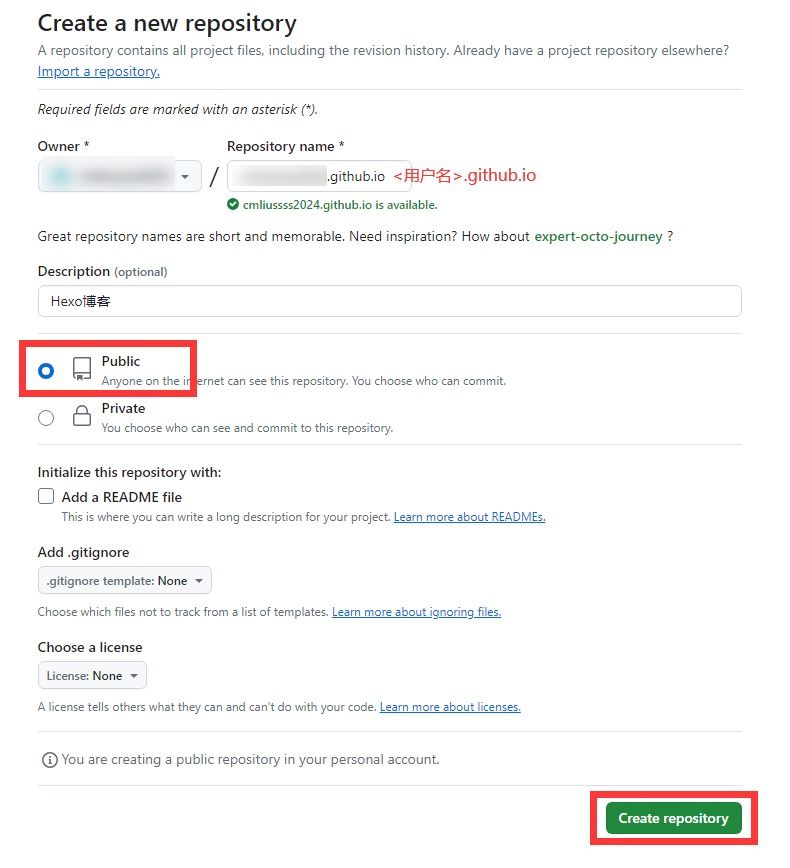 Create a new repository
A repository contains all project files, including the revision history. Already have a project repository elsewhere?
Import a repository.
Required fields are marked with an asterisk (*).
Owner *
Repository name *
/
.github.io
<用户名>.github.io
cmliussss2024.github.io is available.
Great repository names are short and memorable. Need inspiration? How about expert-octo-journey ?
Description (optional)
Hexo博客
Public
Anyone on the internet can see this repository. You choose who can commit.
Private
You choose who can see and commit to this repository.
Initialize this repository with:
Add a README file
This is where you can write a long description for your project. Learn more about READMEs.
Add .gitignore
.gitignore template: None
Choose which files not to track from a list of templates. Learn more about ignoring files.
Choose a license
License: None
A license tells others what they can and can't do with your code. Learn more about licenses.
You are creating a public repository in your personal account.
Create repository